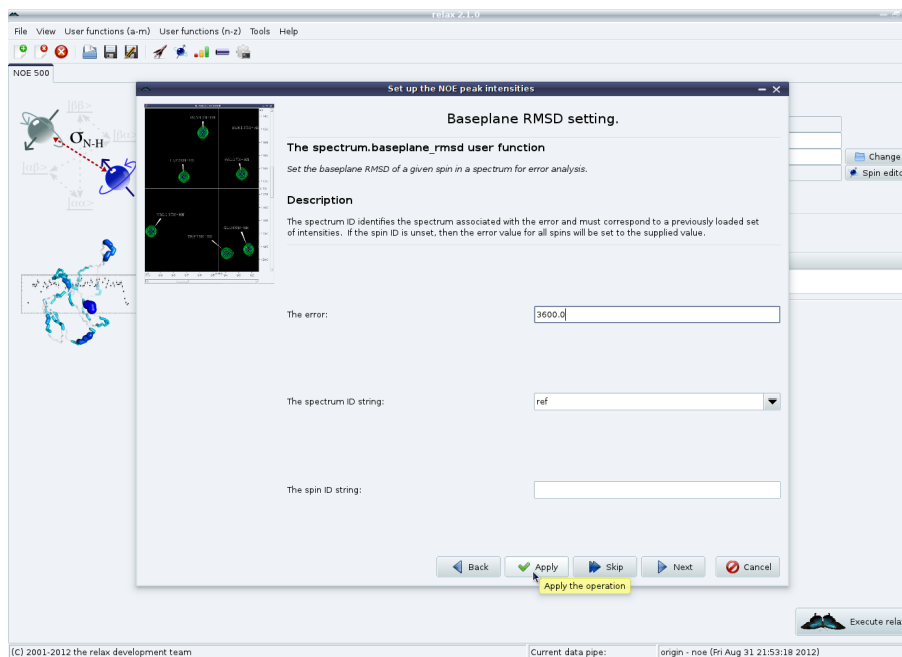 relax 2.1.0
File View User functions (a-m) User functions (n-z) Tools Help
NOE 500
Set up the NOE peak intensities
Baseplane RMSD setting.
The spectrum.baseplane_rmsd user function
Set the baseplane RMSD of a given spin in a spectrum for error analysis.
Description
The spectrum ID identifies the spectrum associated with the error and must correspond to a previously loaded set
of intensities. If the spin ID is unset, then the error value for all spins will be set to the supplied value.
σN-H
Change
Spin edito
The error:
3600.0
The spectrum ID string:
ref
The spin ID string:
Back
Apply
Skip
Next
Cancel
Apply the operation
Execute rela
(C) 2001-2012 the relax development team
Current data pipe:
origin - noe (Fri Aug 31 21:53:18 2012)